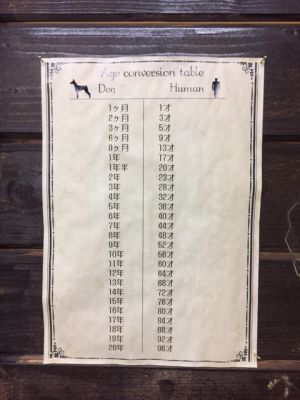 Age conversion table
Dog Human
1ヶ月 1才
2ヶ月 3才
3ヶ月 5才
6ヶ月 9才
9ヶ月 13才
1年 17才
1年半 20才
2年 23才
3年 28才
4年 32才
5年 36才
6年 40才
7年 44才
8年 48才
9年 52才
10年 56才
11年 60才
12年 64才
13年 68才
14年 72才
15年 76才
16年 80才
17年 84才
18年 88才
19年 92才
20年 96才